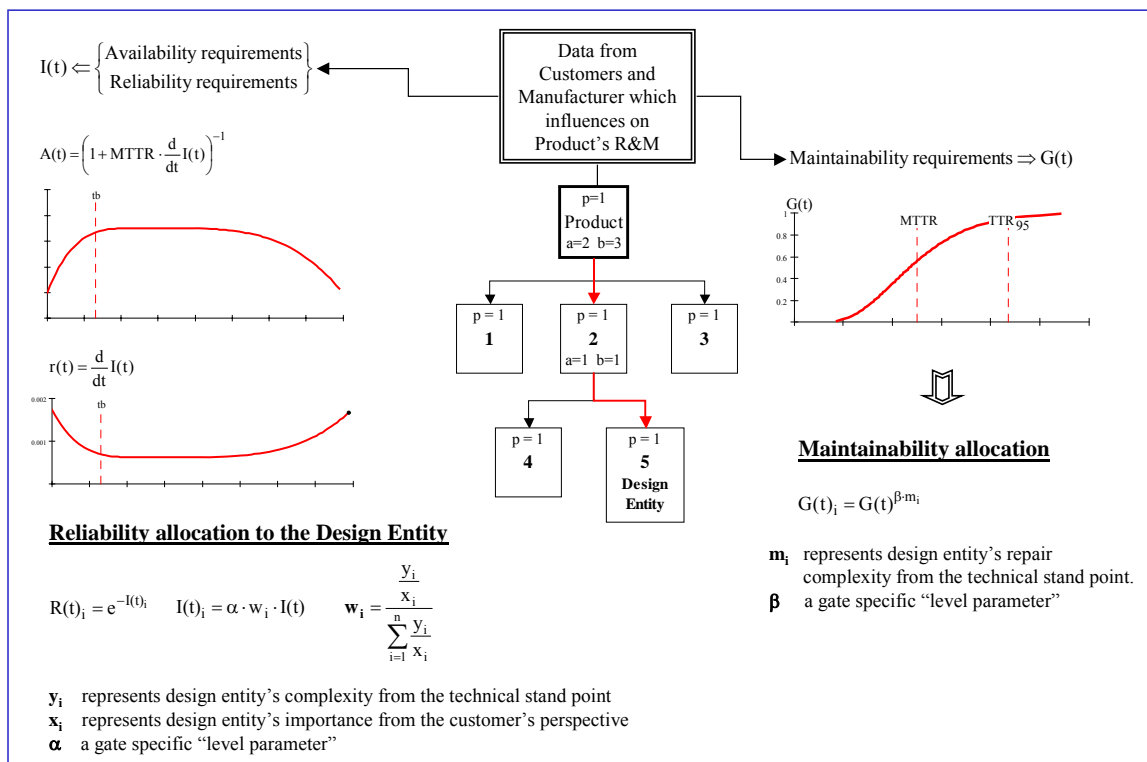 I(t) ⇐ {Availability requirements
Reliability requirements}
Data from
Customers and
Manufacturer which
influences on
Product's R&M
Maintainability requirements ⇒ G(t)
A(t) = (1 + MTTR · d/dt I(t))⁻¹
tb
p=1
Product
a=2 b=3
G(t)
MTTR
TTR₉₅
1
0.8
0.6
0.4
0.2
p = 1
1
p = 1
2
a=1 b=1
p = 1
3
r(t) = d/dt I(t)
0.002
tb
0.001
p = 1
4
p = 1
5
Design
Entity
Maintainability allocation
G(t)ᵢ = G(t)^(β·mᵢ)
mᵢ represents design entity's repair
complexity from the technical stand point.
β a gate specific "level parameter"
Reliability allocation to the Design Entity
R(t)ᵢ = e^(−I(t)ᵢ) I(t)ᵢ = α · wᵢ · I(t) wᵢ = (yᵢ/xᵢ) / (∑ⁿᵢ₌₁ yᵢ/xᵢ)
yᵢ represents design entity's complexity from the technical stand point
xᵢ represents design entity's importance from the customer's perspective
α a gate specific "level parameter"